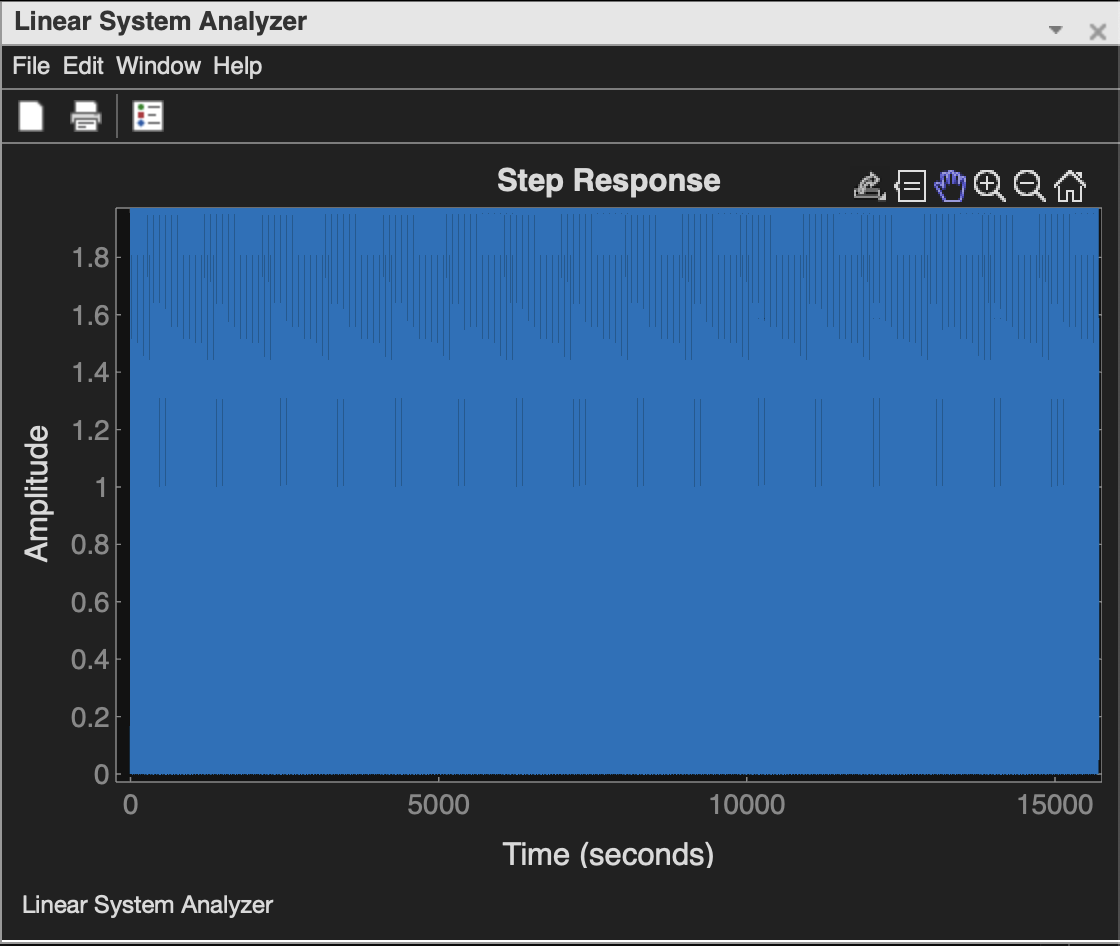 Linear System Analyzer
File Edit Window Help
Step Response
1.8
1.6
1.4
1.2
1
0.8
0.6
0.4
0.2
0
Amplitude
0 5000 10000 15000
Time (seconds)
Linear System Analyzer